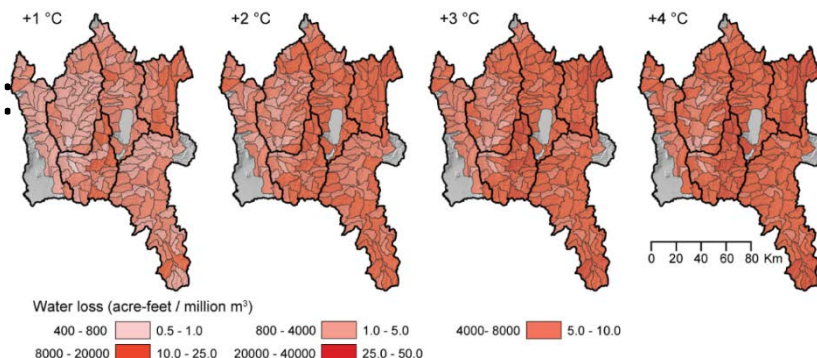 +1 °C +2 °C +3 °C +4 °C
0 20 40 60 80 Km
Water loss (acre-feet / million m³)
400 - 800 0.5 - 1.0 800 - 4000 1.0 - 5.0 4000- 8000 5.0 - 10.0
8000 - 20000 10.0 - 25.0 20000 - 40000 25.0 - 50.0